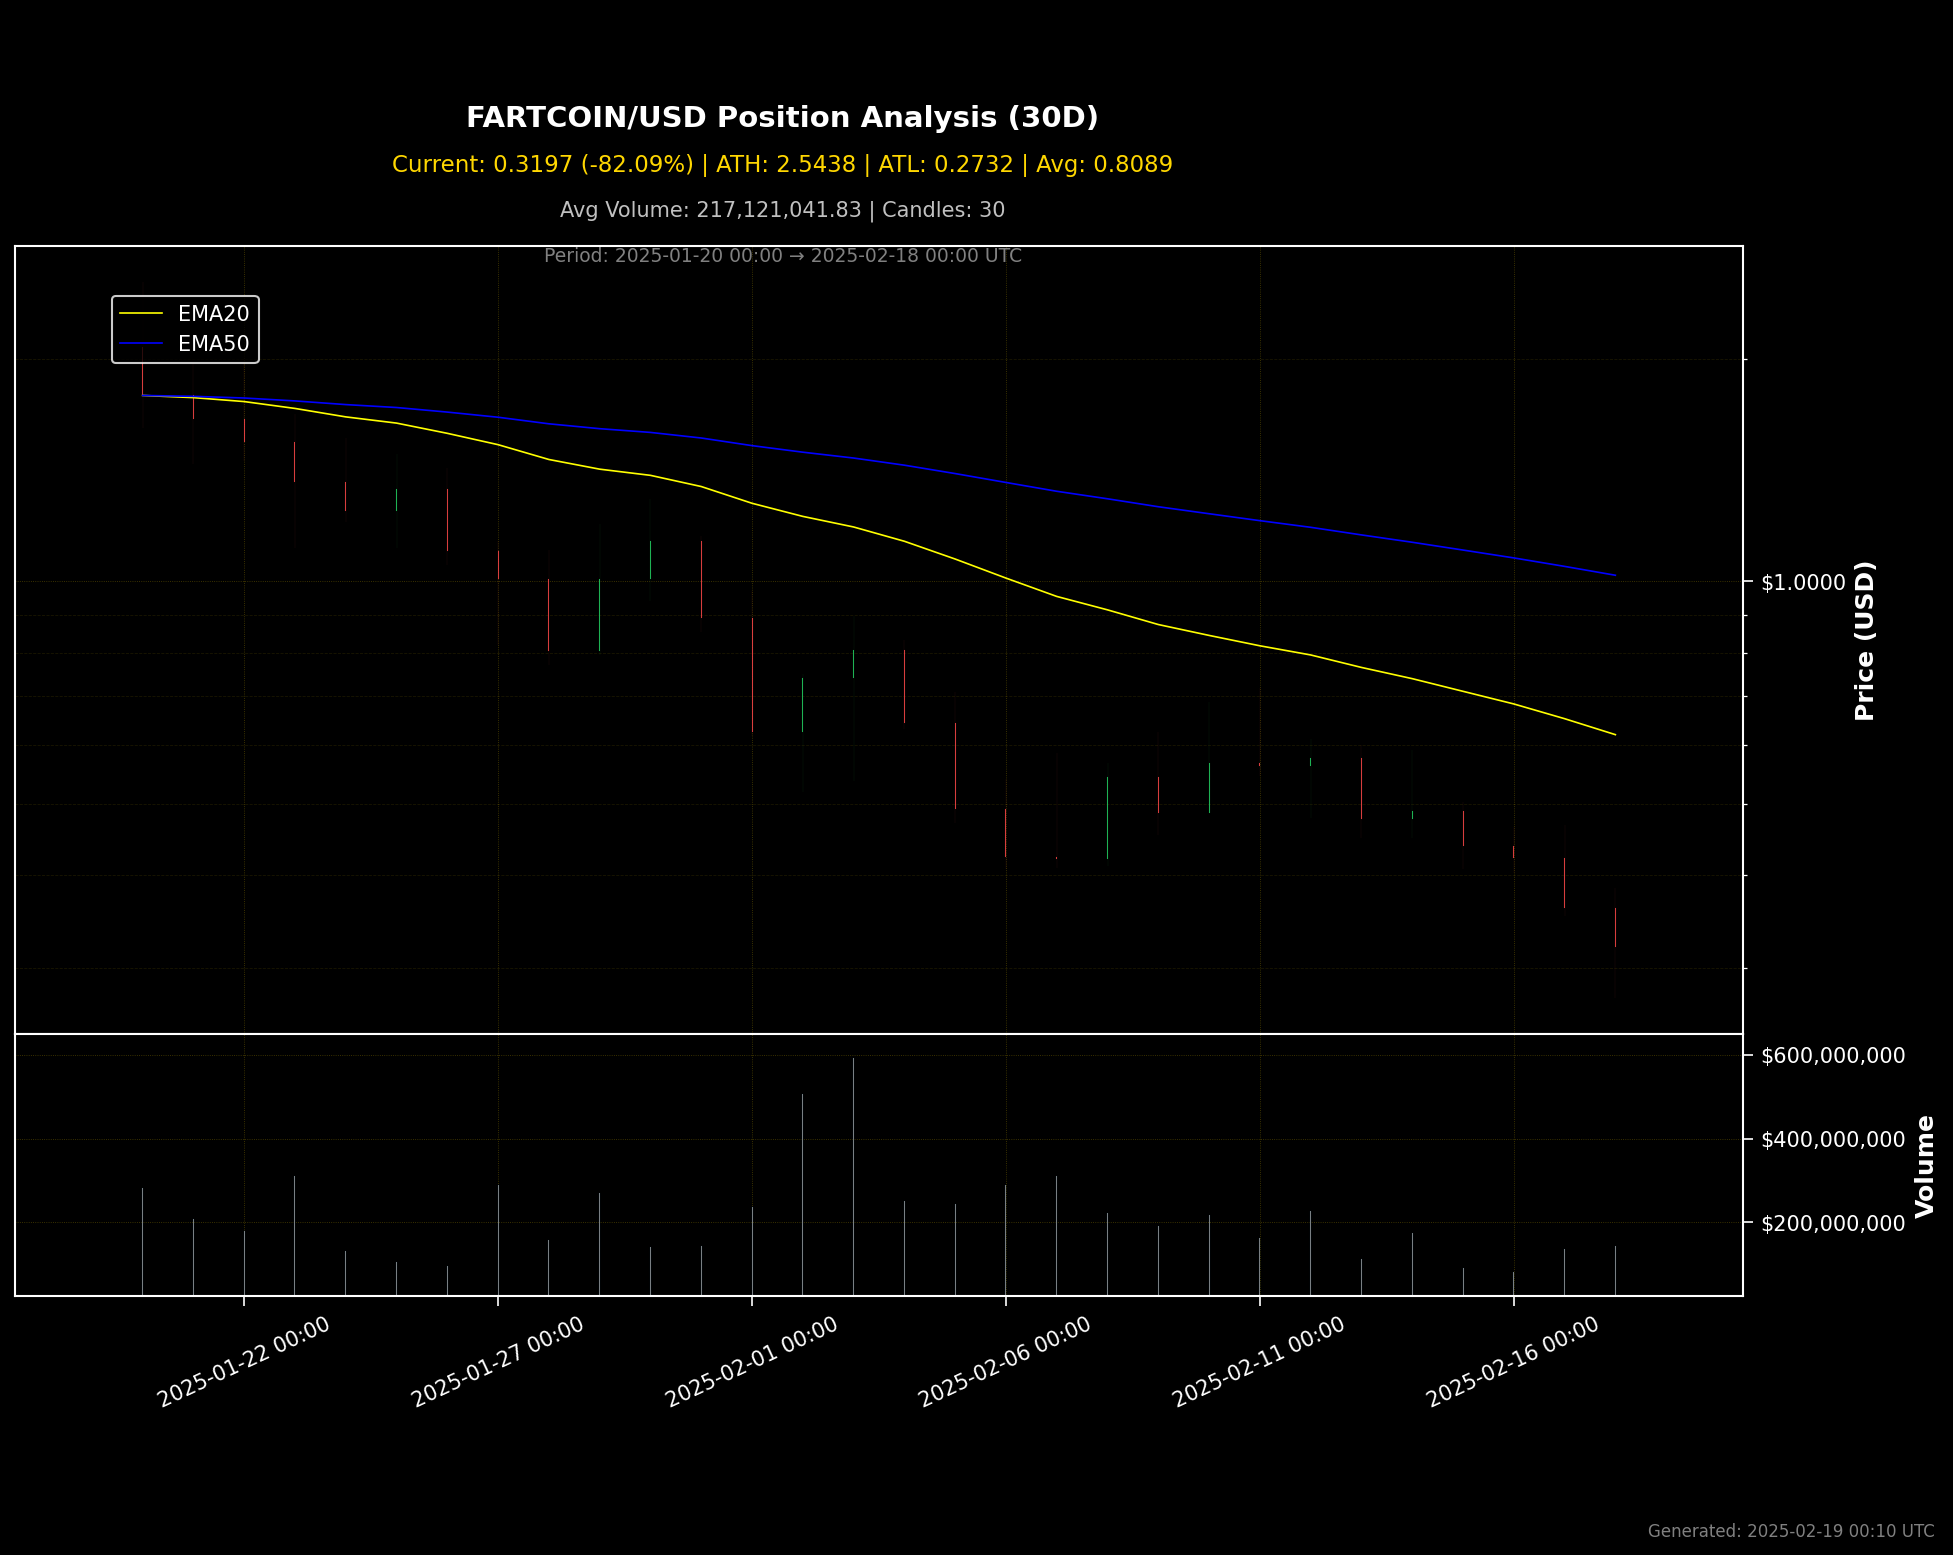 FARTCOIN/USD Position Analysis (30D)
Current: 0.3197 (-82.09%) | ATH: 2.5438 | ATL: 0.2732 | Avg: 0.8089
Avg Volume: 217,121,041.83 | Candles: 30
Period: 2025-01-20 00:00 → 2025-02-18 00:00 UTC
EMA20
EMA50
$1.0000
Price (USD)
$600,000,000
$400,000,000
$200,000,000
Volume
2025-01-22 00:00
2025-01-27 00:00
2025-02-01 00:00
2025-02-06 00:00
2025-02-11 00:00
2025-02-16 00:00
Generated: 2025-02-19 00:10 UTC